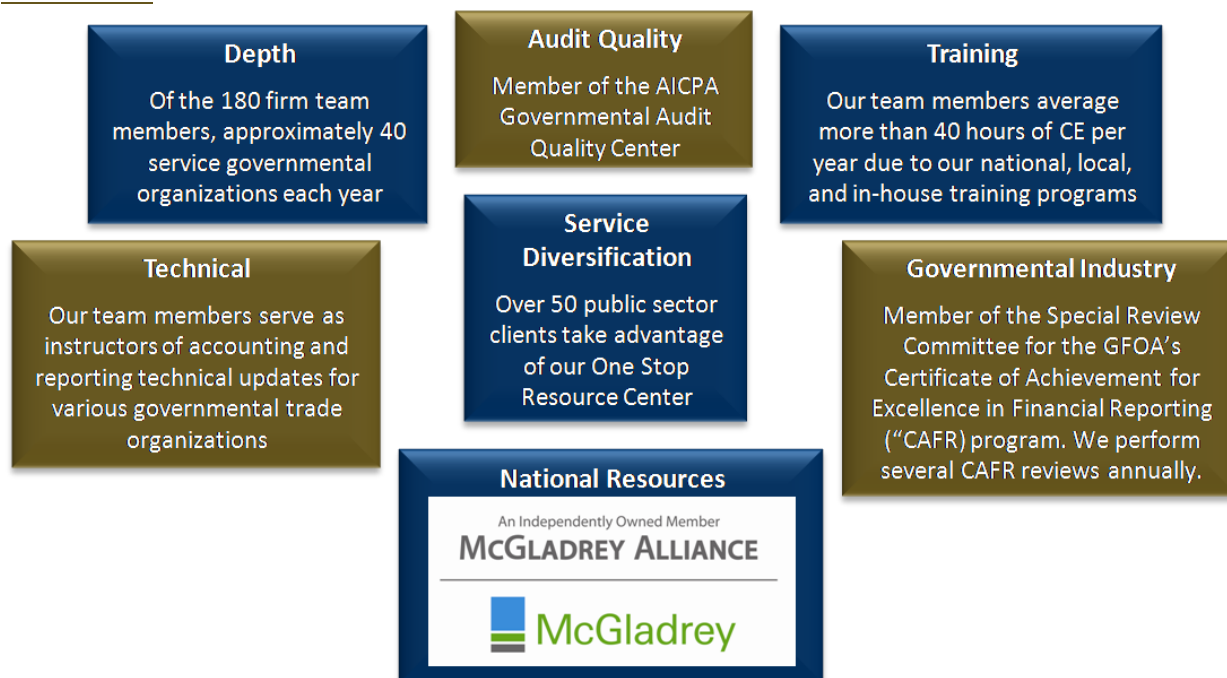 Depth
Of the 180 firm team
members, approximately 40
service governmental
organizations each year
Audit Quality
Member of the AICPA
Governmental Audit
Quality Center
Training
Our team members average
more than 40 hours of CE per
year due to our national, local,
and in-house training programs
Technical
Our team members serve as
instructors of accounting and
reporting technical updates for
various governmental trade
organizations
Service
Diversification
Over 50 public sector
clients take advantage
of our One Stop
Resource Center
Governmental Industry
Member of the Special Review
Committee for the GFOA’s
Certificate of Achievement for
Excellence in Financial Reporting
(“CAFR) program. We perform
several CAFR reviews annually.
National Resources
An Independently Owned Member
MCGLADREY ALLIANCE
McGladrey